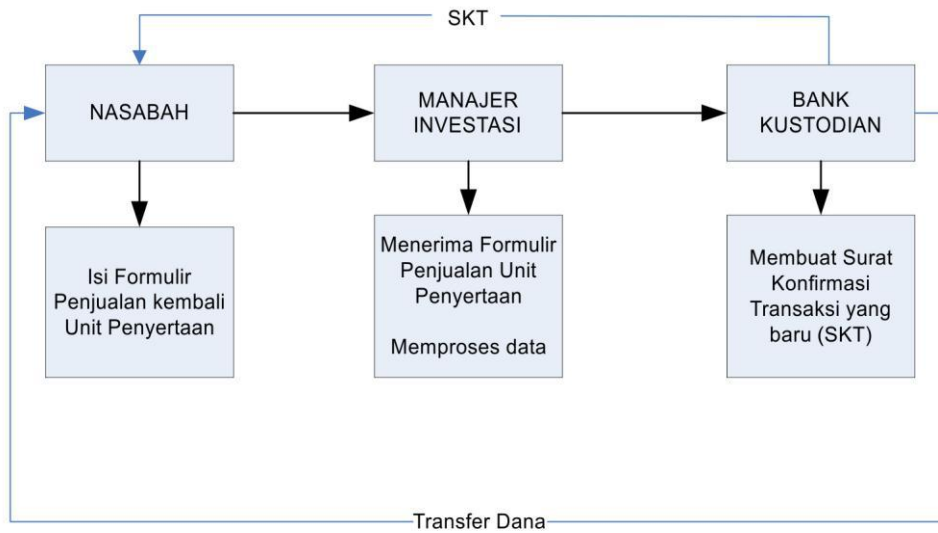 SKT
NASABAH
MANAJER
INVESTASI
BANK
KUSTODIAN
Isi Formulir
Penjualan kembali
Unit Penyertaan
Menerima Formulir
Penjualan Unit
Penyertaan
Memproses data
Membuat Surat
Konfirmasi
Transaksi yang
baru (SKT)
Transfer Dana